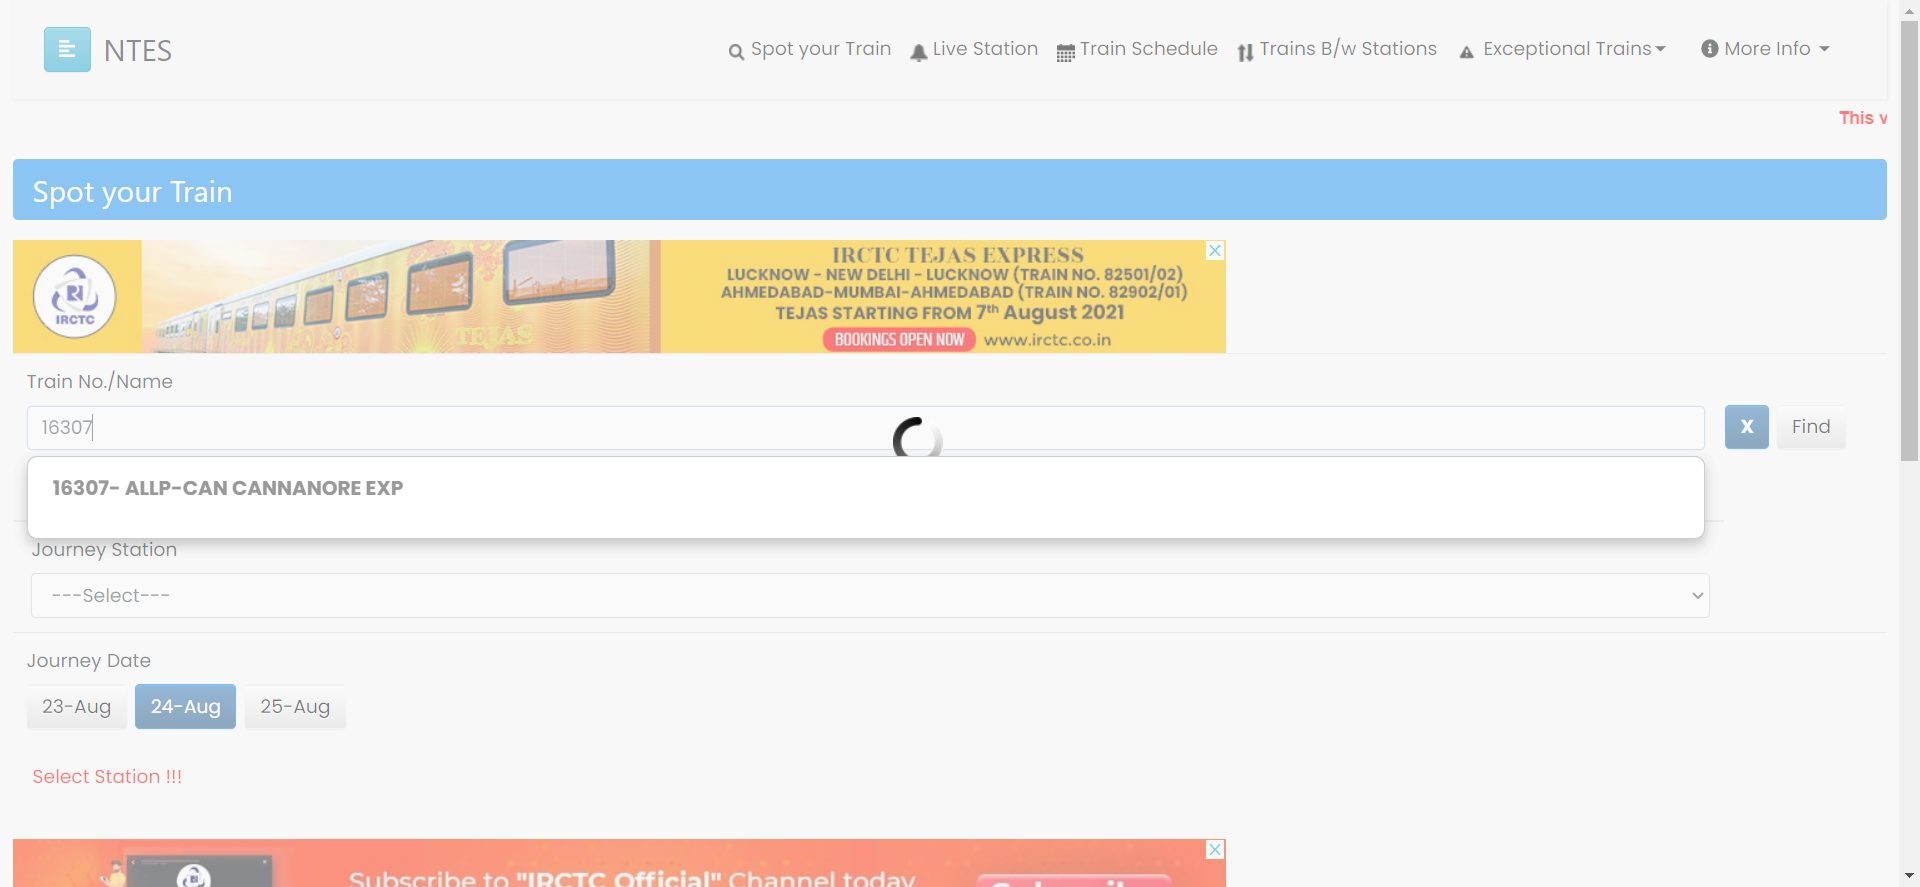 NTES
Spot your Train
Live Station
Train Schedule
Trains B/w Stations
Exceptional Trains
More Info
This v
Spot your Train
IRCTC
TEJAS
IRCTC TEJAS EXPRESS
LUCKNOW - NEW DELHI - LUCKNOW (TRAIN NO. 82501/02)
AHMEDABAD-MUMBAI-AHMEDABAD (TRAIN NO. 82902/01)
TEJAS STARTING FROM 7th August 2021
BOOKINGS OPEN NOW www.irctc.co.in
Train No./Name
16307
X
Find
16307- ALLP-CAN CANNANORE EXP
Journey Station
---Select---
Journey Date
23-Aug
24-Aug
25-Aug
Select Station !!!
Subscribe to "IRCTC Official" Channel today